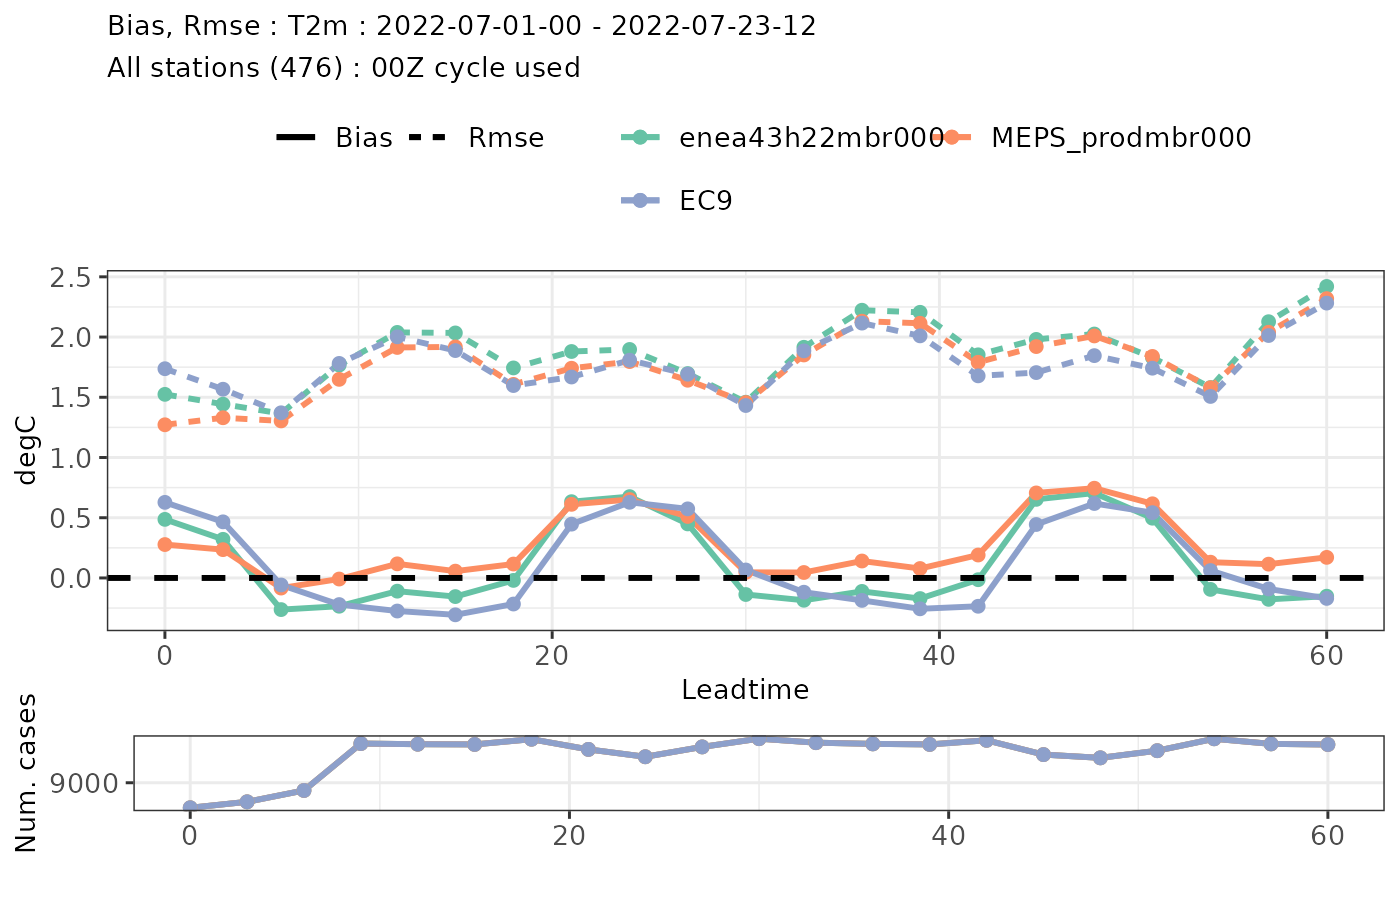 Bias, Rmse : T2m : 2022-07-01-00 - 2022-07-23-12
All stations (476) : 00Z cycle used
Bias Rmse enea43h22mbr000 MEPS_prodmbr000
EC9
2.5
2.0
1.5
1.0
0.5
0.0
degC
0 20 40 60
Leadtime
Num. cases
9000
0 20 40 60